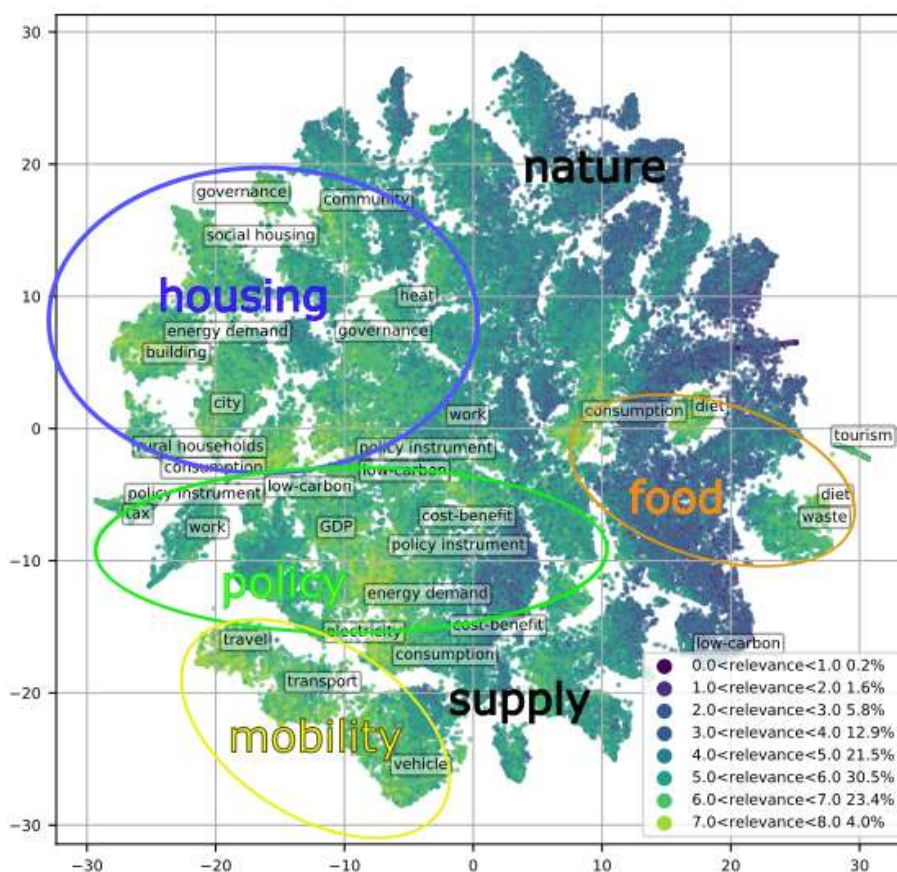 30
20
10
0
−10
−20
−30
−30
−20
−10
0
10
20
30
nature
governance
community
social housing
housing
heat
energy demand
governance
building
city
work
consumption
diet
tourism
rural households
policy instrument
consumption
low-carbon
low-carbon
policy instrument
tax
work
GDP
cost-benefit
food
diet
waste
policy instrument
policy
energy demand
travel
electricity
cost-benefit
consumption
low-carbon
transport
supply
mobility
vehicle
0.0<relevance<1.0 0.2%
1.0<relevance<2.0 1.6%
2.0<relevance<3.0 5.8%
3.0<relevance<4.0 12.9%
4.0<relevance<5.0 21.5%
5.0<relevance<6.0 30.5%
6.0<relevance<7.0 23.4%
7.0<relevance<8.0 4.0%